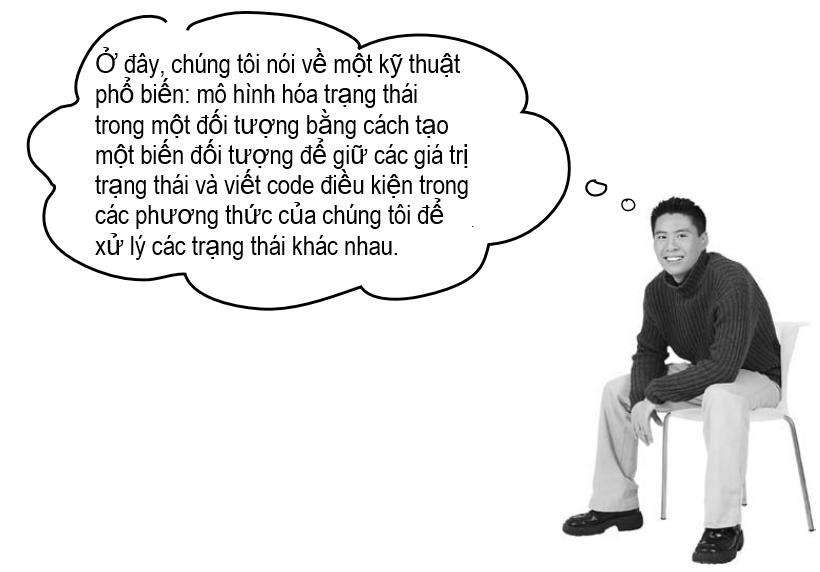 Ở đây, chúng tôi nói về một kỹ thuật
phổ biến: mô hình hóa trạng thái
trong một đối tượng bằng cách tạo
một biến đối tượng để giữ các giá trị
trạng thái và viết code điều kiện trong
các phương thức của chúng tôi để
xử lý các trạng thái khác nhau.